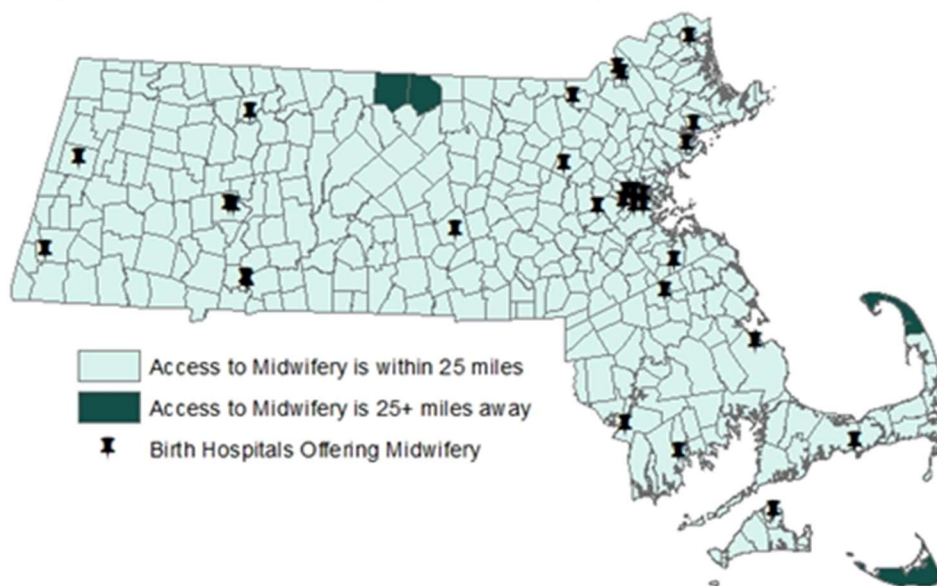 Access to Midwifery is within 25 miles
Access to Midwifery is 25+ miles away
Birth Hospitals Offering Midwifery